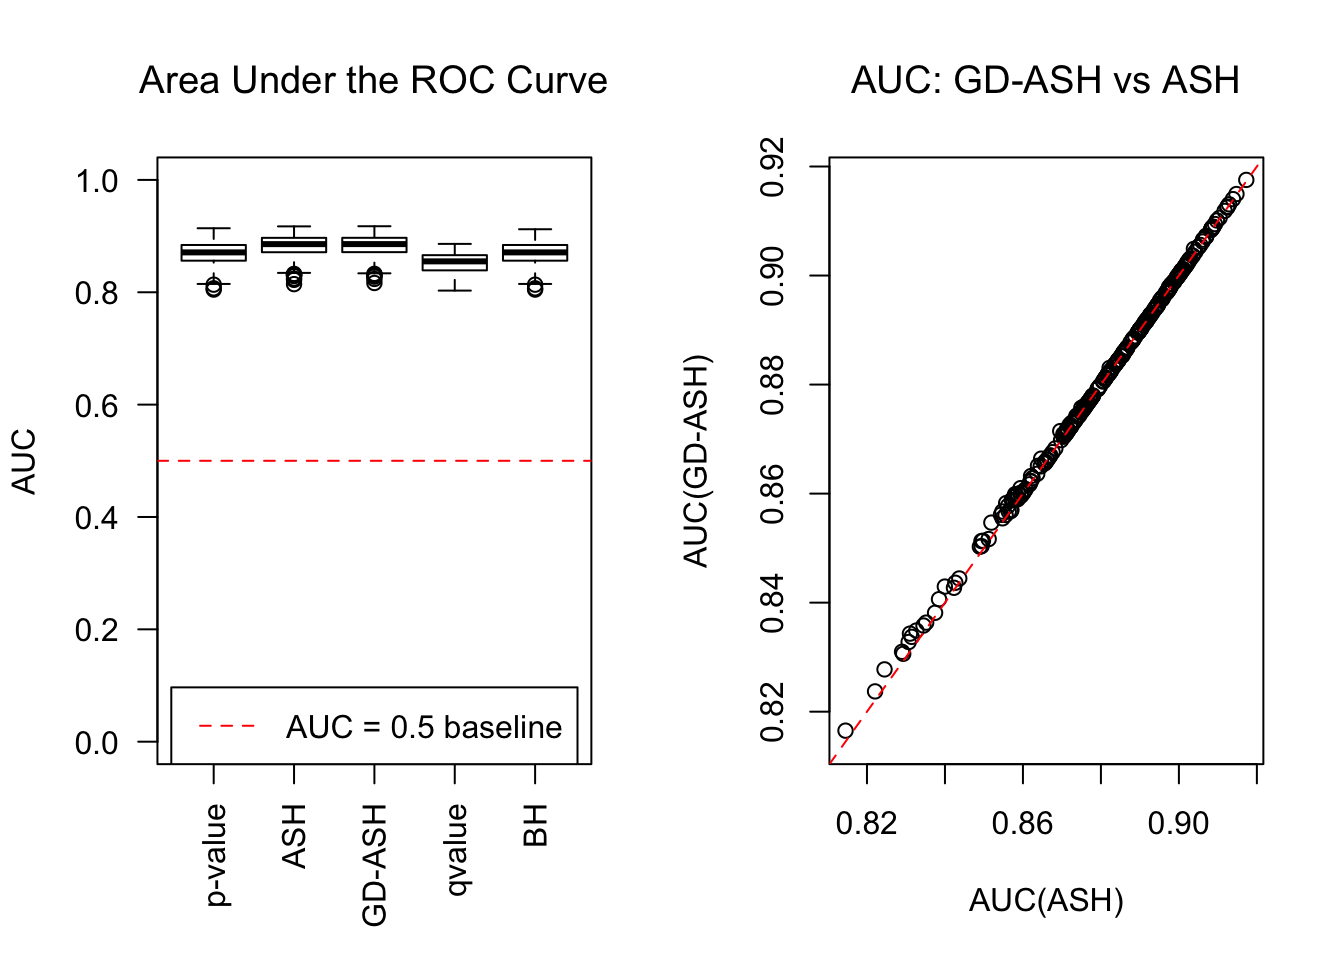 Area Under the ROC Curve
AUC
1.0
0.8
0.6
0.4
0.2
0.0
AUC = 0.5 baseline
p-value
ASH
GD-ASH
qvalue
BH
AUC: GD-ASH vs ASH
AUC(GD-ASH)
0.92
0.90
0.88
0.86
0.84
0.82
0.82
0.86
0.90
AUC(ASH)